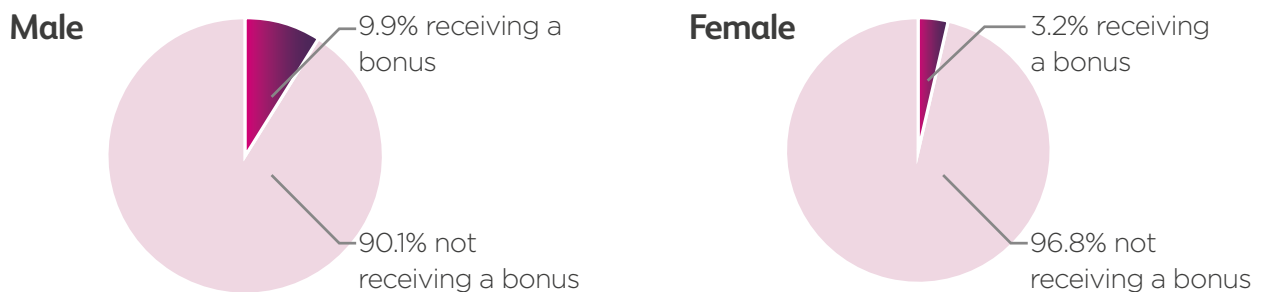 Male
9.9% receiving a
bonus
90.1% not
receiving a bonus
Female
3.2% receiving
a bonus
96.8% not
receiving a bonus